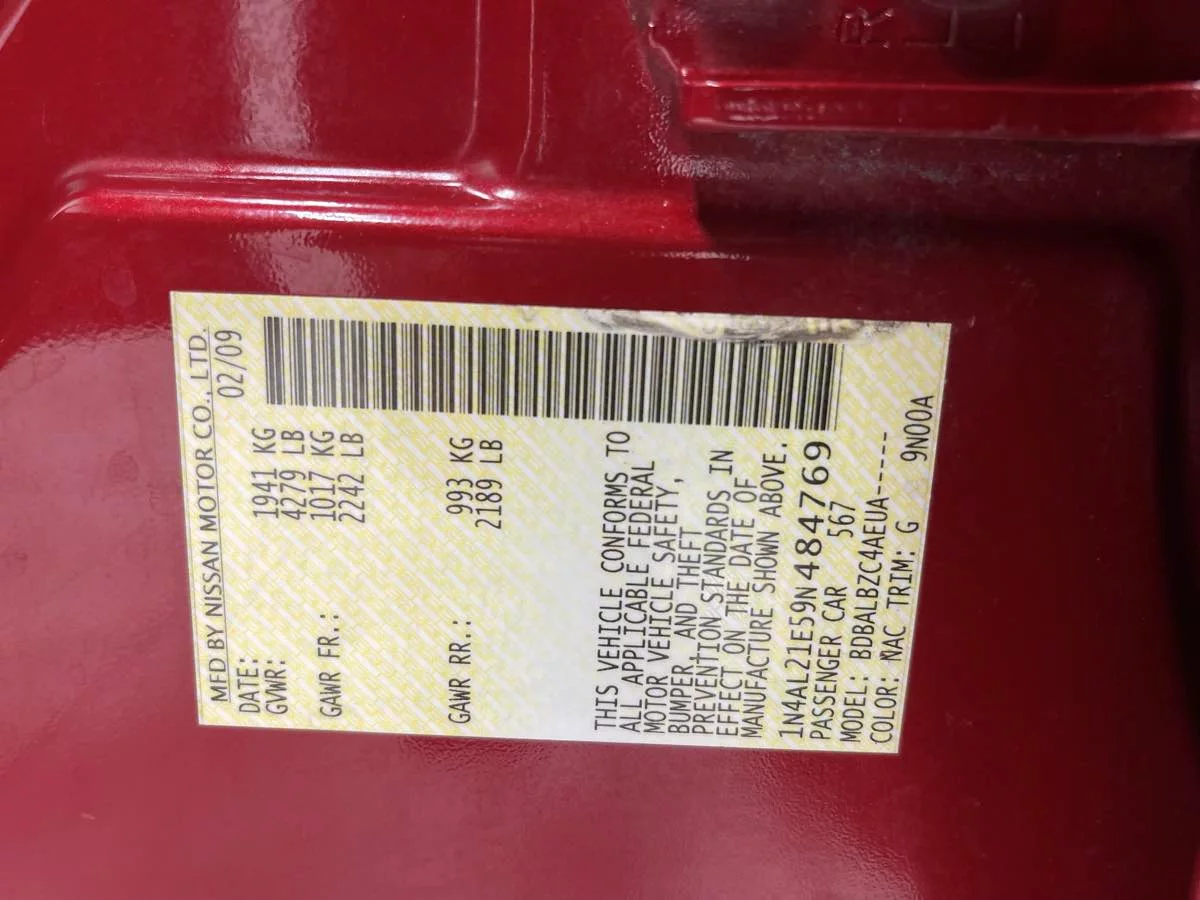 MFD BY NISSAN MOTOR CO., LTD.
DATE: 02/09
GVWR: 1941 KG
4279 LB
GAWR FR.: 1017 KG
2242 LB
GAWR RR.: 993 KG
2189 LB
THIS VEHICLE CONFORMS TO
ALL APPLICABLE FEDERAL
MOTOR VEHICLE SAFETY,
BUMPER AND THEFT
PREVENTION STANDARDS IN
EFFECT ON THE DATE OF
MANUFACTURE SHOWN ABOVE.
1N4AL21E59N484769
PASSENGER CAR 567
MODEL: BDBALBZC4AEUA-----
COLOR: NAC TRIM: G 9N00A